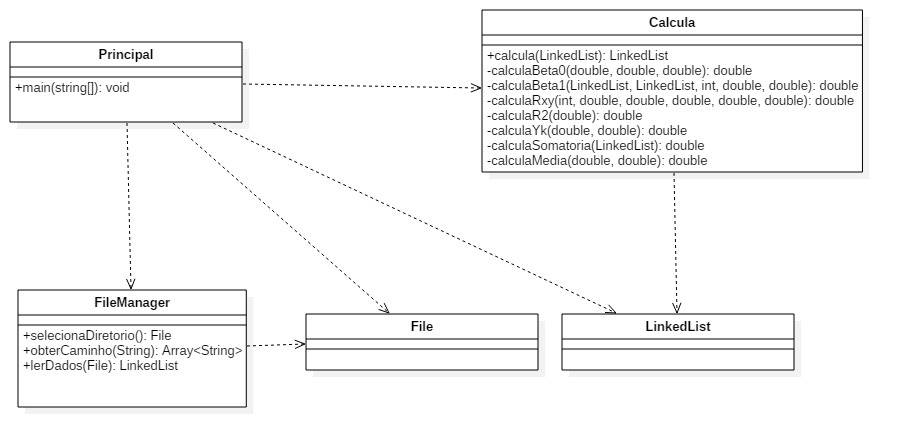 Calcula
+calcula(LinkedList): LinkedList
-calculaBeta0(double, double, double): double
-calculaBeta1(LinkedList, LinkedList, int, double, double): double
-calculaRxy(int, double, double, double, double, double): double
-calculaR2(double): double
-calculaYk(double, double): double
-calculaSomatoria(LinkedList): double
-calculaMedia(double, double): double
Principal
+main(string[]): void
FileManager
+selecionaDiretorio(): File
+obterCaminho(String): Array<String>
+lerDados(File): LinkedList
File
LinkedList